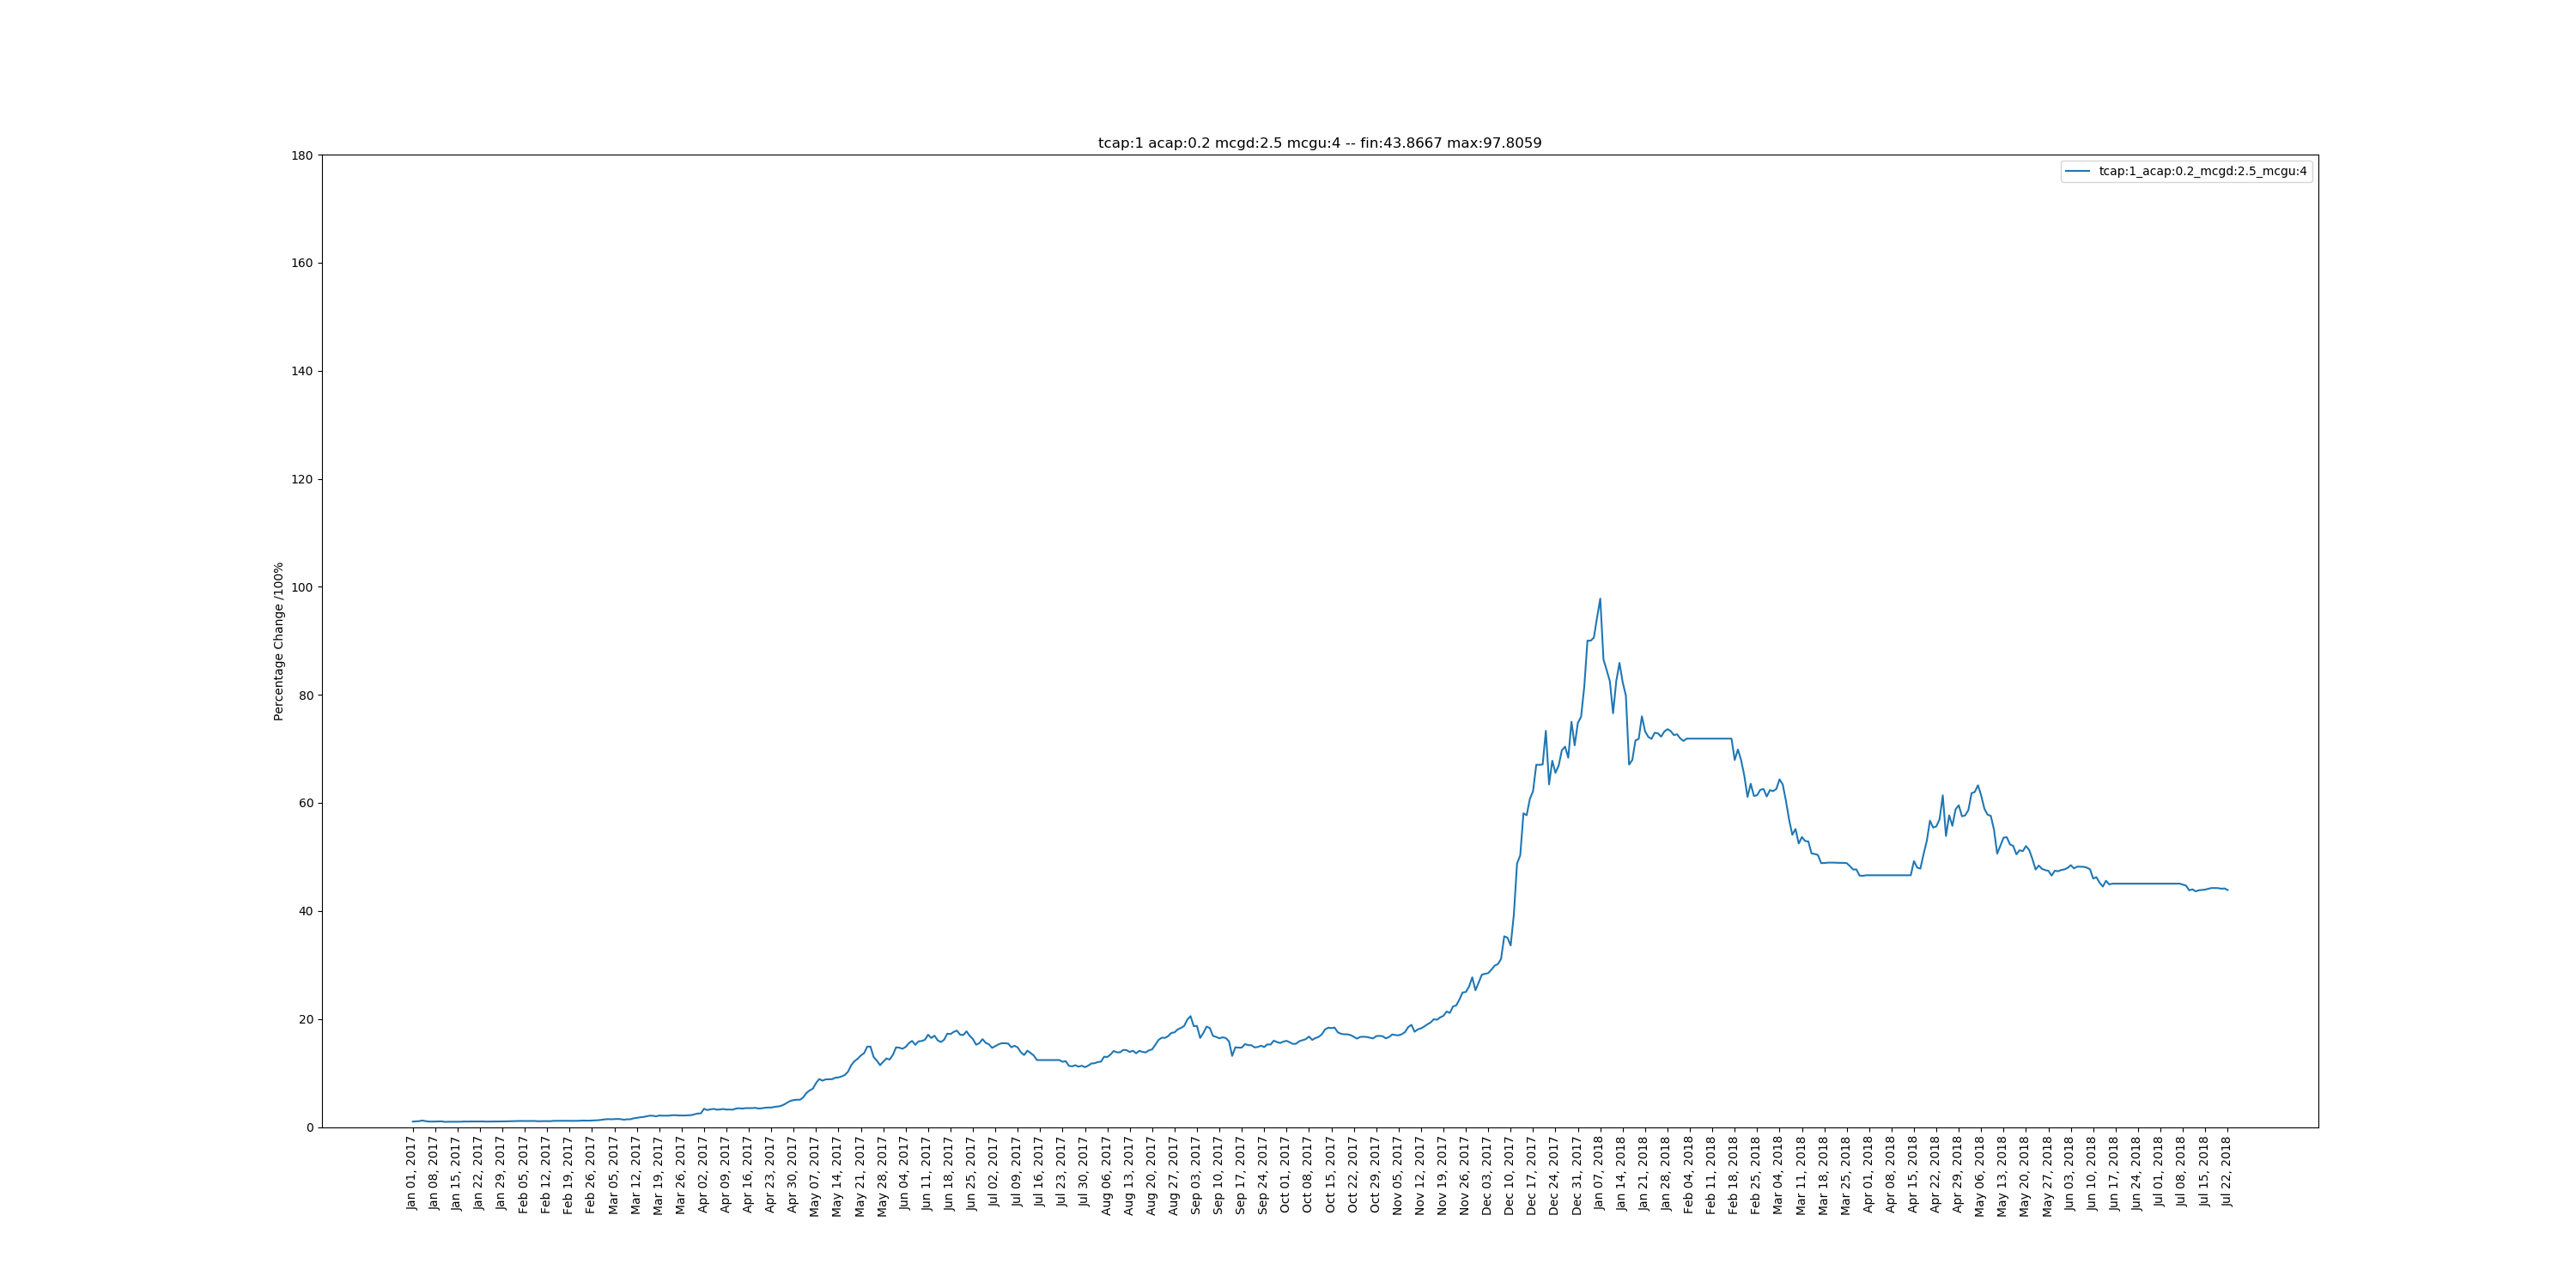 tcap:1 acap:0.2 mcgd:2.5 mcgu:4 -- fin:43.8667 max:97.8059
tcap:1_acap:0.2_mcgd:2.5_mcgu:4
Percentage Change /100%
180
160
140
120
100
80
60
40
20
0
Jan 01, 2017
Jan 08, 2017
Jan 15, 2017
Jan 22, 2017
Jan 29, 2017
Feb 05, 2017
Feb 12, 2017
Feb 19, 2017
Feb 26, 2017
Mar 05, 2017
Mar 12, 2017
Mar 19, 2017
Mar 26, 2017
Apr 02, 2017
Apr 09, 2017
Apr 16, 2017
Apr 23, 2017
Apr 30, 2017
May 07, 2017
May 14, 2017
May 21, 2017
May 28, 2017
Jun 04, 2017
Jun 11, 2017
Jun 18, 2017
Jun 25, 2017
Jul 02, 2017
Jul 09, 2017
Jul 16, 2017
Jul 23, 2017
Jul 30, 2017
Aug 06, 2017
Aug 13, 2017
Aug 20, 2017
Aug 27, 2017
Sep 03, 2017
Sep 10, 2017
Sep 17, 2017
Sep 24, 2017
Oct 01, 2017
Oct 08, 2017
Oct 15, 2017
Oct 22, 2017
Oct 29, 2017
Nov 05, 2017
Nov 12, 2017
Nov 19, 2017
Nov 26, 2017
Dec 03, 2017
Dec 10, 2017
Dec 17, 2017
Dec 24, 2017
Dec 31, 2017
Jan 07, 2018
Jan 14, 2018
Jan 21, 2018
Jan 28, 2018
Feb 04, 2018
Feb 11, 2018
Feb 18, 2018
Feb 25, 2018
Mar 04, 2018
Mar 11, 2018
Mar 18, 2018
Mar 25, 2018
Apr 01, 2018
Apr 08, 2018
Apr 15, 2018
Apr 22, 2018
Apr 29, 2018
May 06, 2018
May 13, 2018
May 20, 2018
May 27, 2018
Jun 03, 2018
Jun 10, 2018
Jun 17, 2018
Jun 24, 2018
Jul 01, 2018
Jul 08, 2018
Jul 15, 2018
Jul 22, 2018